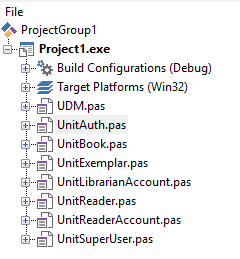 File
ProjectGroup1
Project1.exe
Build Configurations (Debug)
Target Platforms (Win32)
UDM.pas
UnitAuth.pas
UnitBook.pas
UnitExemplar.pas
UnitLibrarianAccount.pas
UnitReader.pas
UnitReaderAccount.pas
UnitSuperUser.pas